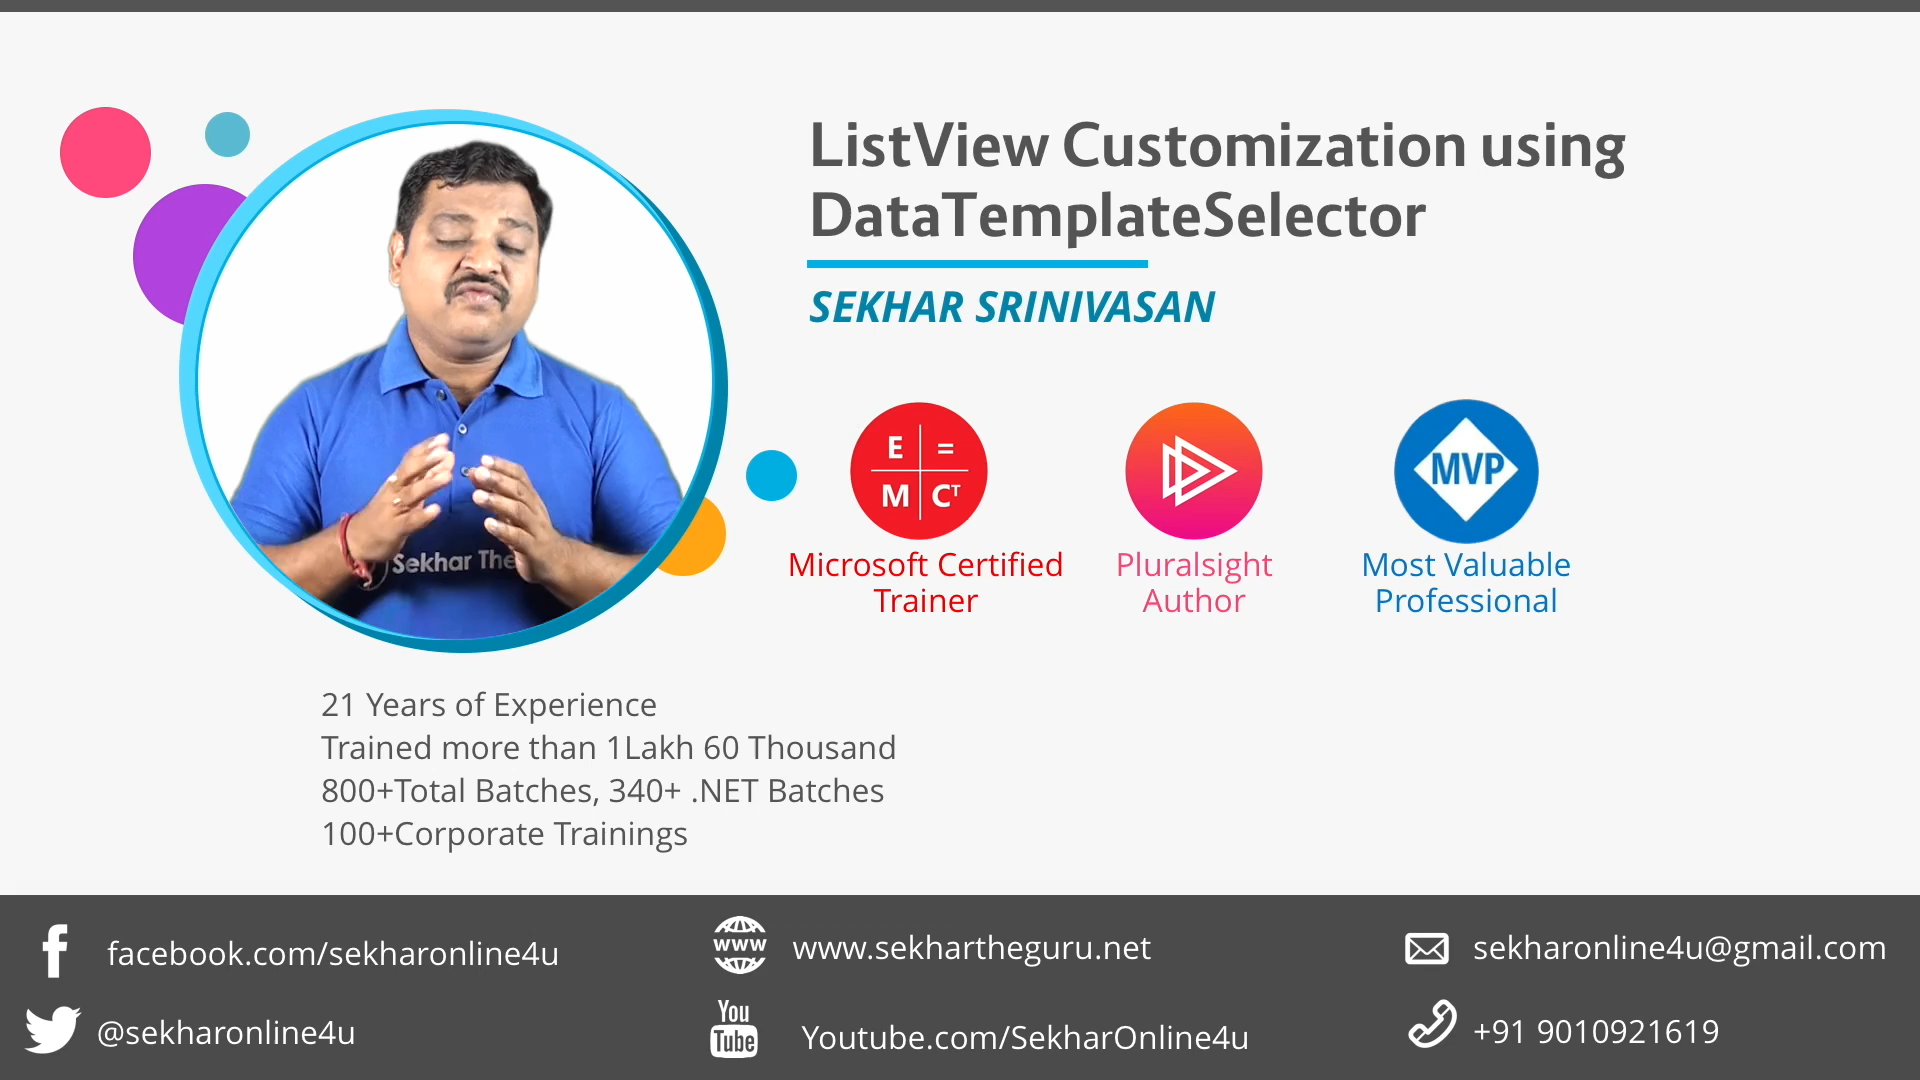 ListView Customization using
DataTemplateSelector
SEKHAR SRINIVASAN
E =
M CT
MVP
Microsoft Certified
Trainer
Pluralsight
Author
Most Valuable
Professional
Sekhar The
21 Years of Experience
Trained more than 1Lakh 60 Thousand
800+Total Batches, 340+ .NET Batches
100+Corporate Trainings
facebook.com/sekharonline4u
www
www.sekhartheguru.net
sekharonline4u@gmail.com
@sekharonline4u
You
Tube
Youtube.com/SekharOnline4u
+91 9010921619